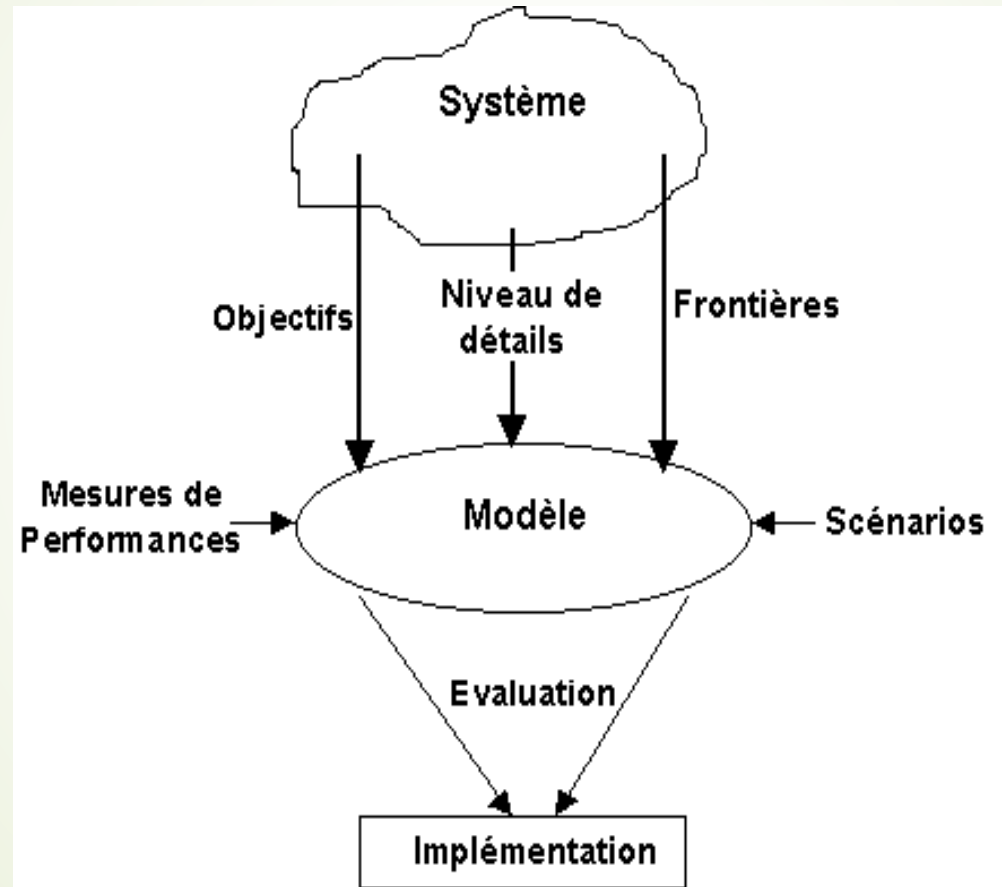 Système
Objectifs
Niveau de
détails
Frontières
Mesures de
Performances
Modèle
Scénarios
Evaluation
Implémentation